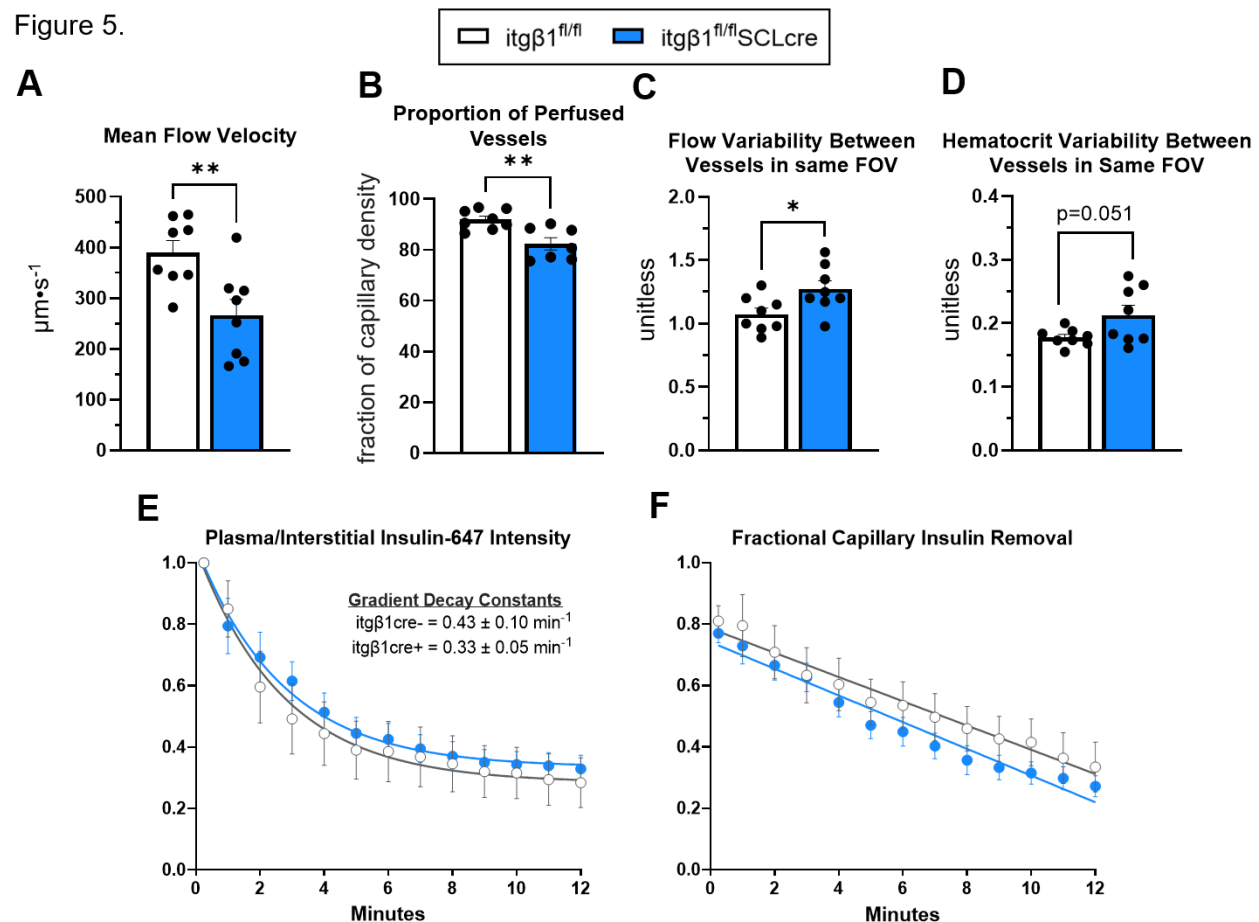 Figure 5.
itgβ1fl/fl itgβ1fl/flSCLcre
A
Mean Flow Velocity
**
500
400
300
200
100
0
µm•s-1
B
Proportion of Perfused
Vessels
**
100
80
60
40
20
0
fraction of capillary density
C
Flow Variability Between
Vessels in same FOV
*
2.0
1.5
1.0
0.5
0.0
unitless
D
Hematocrit Variability Between
Vessels in Same FOV
p=0.051
0.4
0.3
0.2
0.1
0.0
unitless
E
Plasma/Interstitial Insulin-647 Intensity
Gradient Decay Constants
itgβ1cre- = 0.43 ± 0.10 min-1
itgβ1cre+ = 0.33 ± 0.05 min-1
1.0
0.8
0.6
0.4
0.2
0.0
0 2 4 6 8 10 12
Minutes
F
Fractional Capillary Insulin Removal
1.0
0.8
0.6
0.4
0.2
0.0
0 2 4 6 8 10 12
Minutes